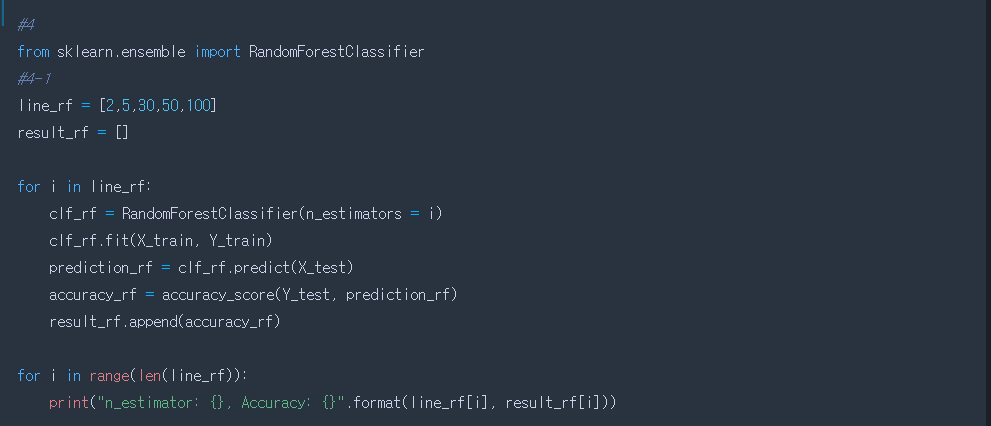 #4
from sklearn.ensemble import RandomForestClassifier
#4-1
line_rf = [2,5,30,50,100]
result_rf = []
for i in line_rf:
    clf_rf = RandomForestClassifier(n_estimators = i)
    clf_rf.fit(X_train, Y_train)
    prediction_rf = clf_rf.predict(X_test)
    accuracy_rf = accuracy_score(Y_test, prediction_rf)
    result_rf.append(accuracy_rf)
for i in range(len(line_rf)):
    print("n_estimator: {}, Accuracy: {}".format(line_rf[i], result_rf[i]))